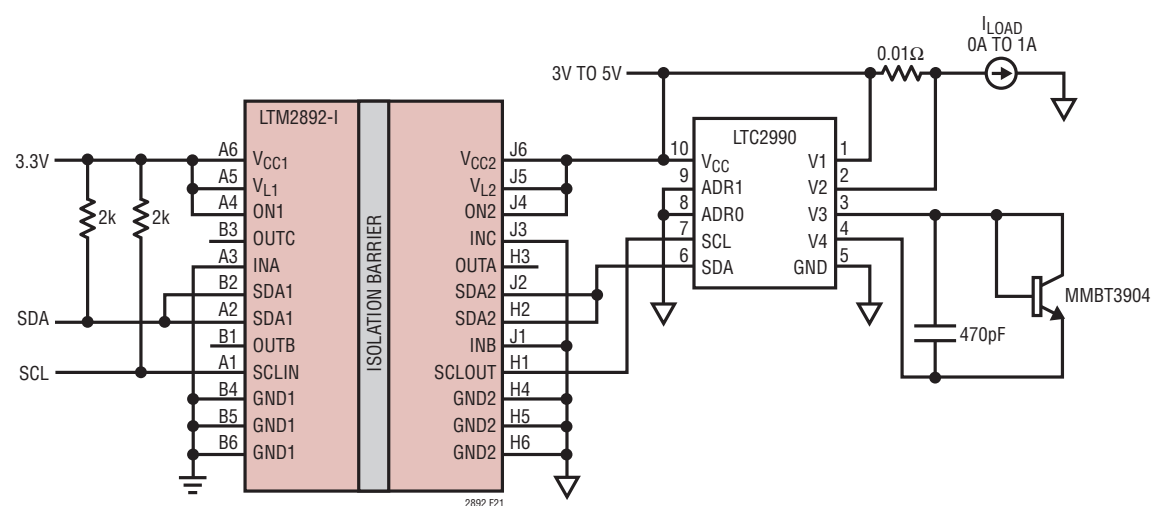 I_LOAD
0A TO 1A
0.01Ω
3V TO 5V
LTM2892-I
LTC2990
3.3V
2k
2k
SDA
SCL
A6
VCC1
A5
VL1
A4
ON1
B3
OUTC
A3
INA
B2
SDA1
A2
SDA1
B1
OUTB
A1
SCLIN
B4
GND1
B5
GND1
B6
GND1
ISOLATION BARRIER
VCC2
J6
VL2
J5
ON2
J4
INC
J3
OUTA
H3
SDA2
J2
SDA2
H2
INB
J1
SCLOUT
H1
GND2
H4
GND2
H5
GND2
H6
10
VCC
9
ADR1
8
ADR0
7
SCL
6
SDA
V1
1
V2
2
V3
3
V4
4
GND
5
470pF
MMBT3904
2892 F21